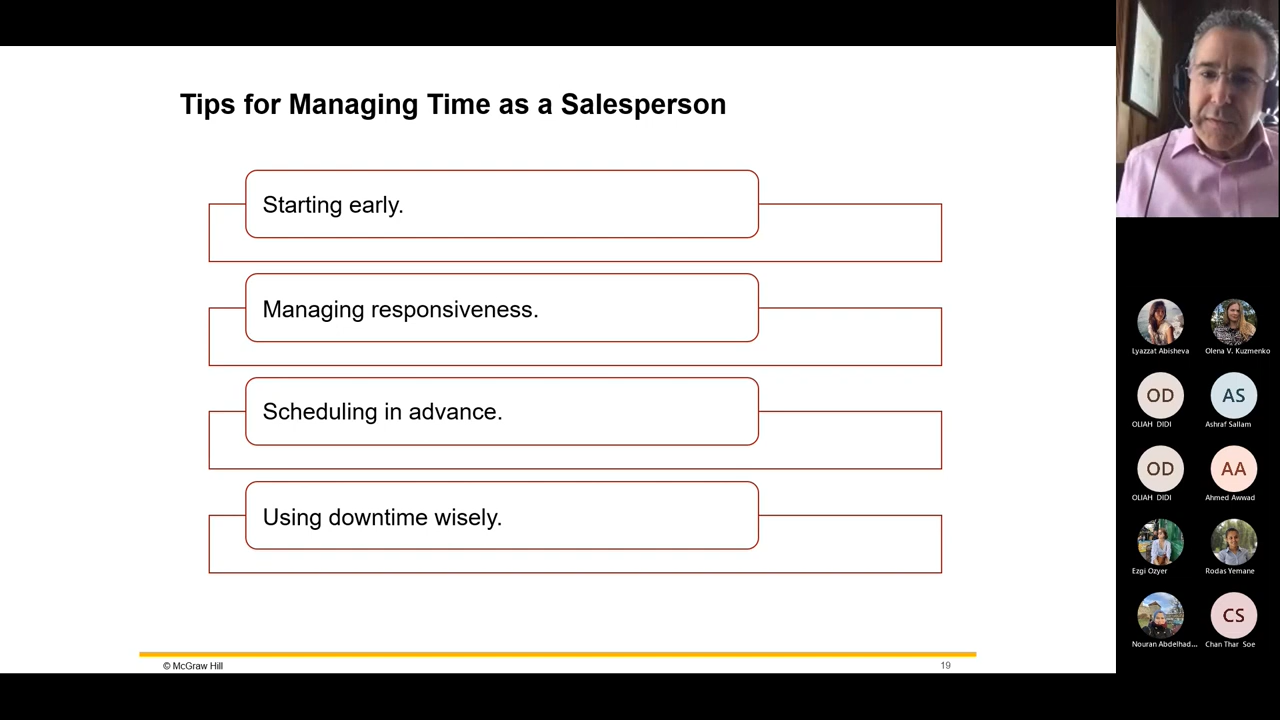 Tips for Managing Time as a Salesperson
Starting early.
Managing responsiveness.
Scheduling in advance.
Using downtime wisely.
© McGraw Hill
19
Lyazzat Abisheva
Olena V. Kuzmenko
OD
AS
OLIAH DIDI
Ashraf Sallam
OD
AA
OLIAH DIDI
Ahmed Awwad
Ezgi Ozyer
Rodas Yemane
CS
Nouran Abdelhad...
Chan Thar Soe